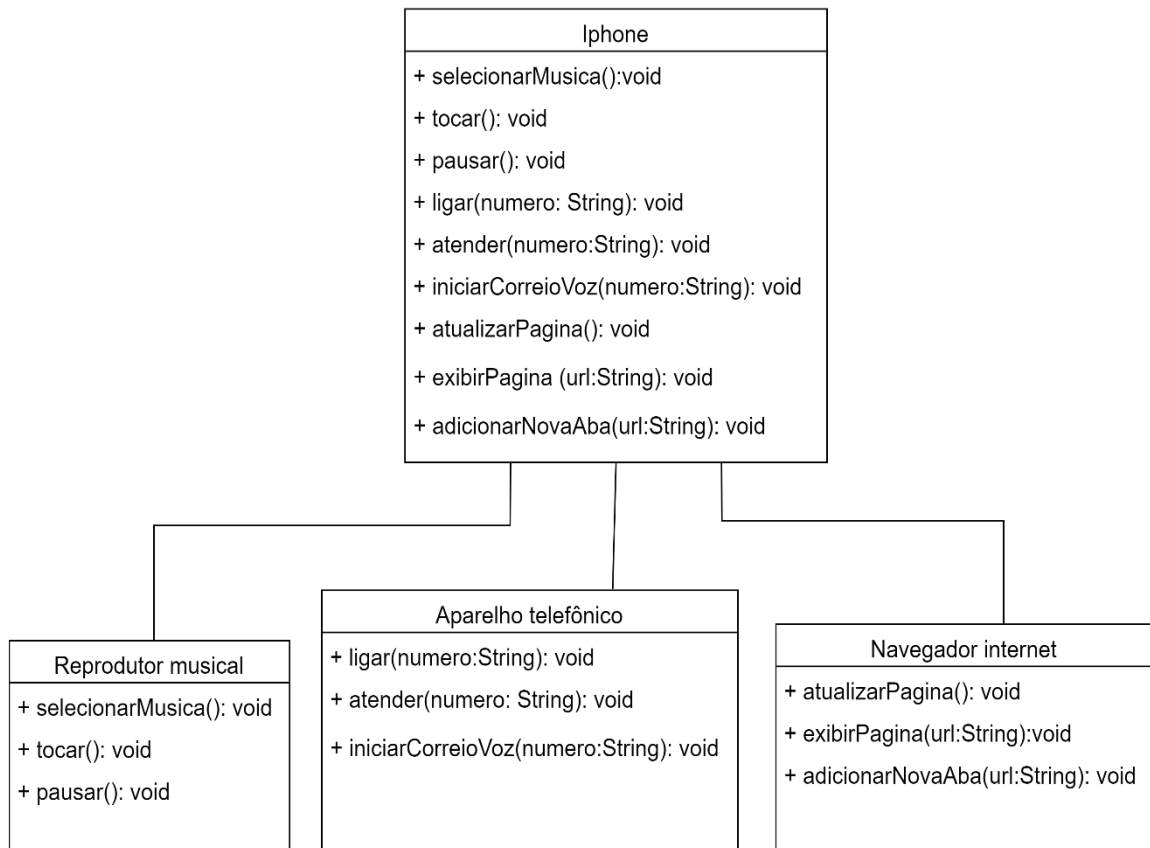 Iphone
+ selecionarMusica():void
+ tocar(): void
+ pausar(): void
+ ligar(numero: String): void
+ atender(numero:String): void
+ iniciarCorreioVoz(numero:String): void
+ atualizarPagina(): void
+ exibirPagina (url:String): void
+ adicionarNovaAba(url:String): void
Reprodutor musical
+ selecionarMusica(): void
+ tocar(): void
+ pausar(): void
Aparelho telefônico
+ ligar(numero:String): void
+ atender(numero: String): void
+ iniciarCorreioVoz(numero:String): void
Navegador internet
+ atualizarPagina(): void
+ exibirPagina(url:String):void
+ adicionarNovaAba(url:String): void